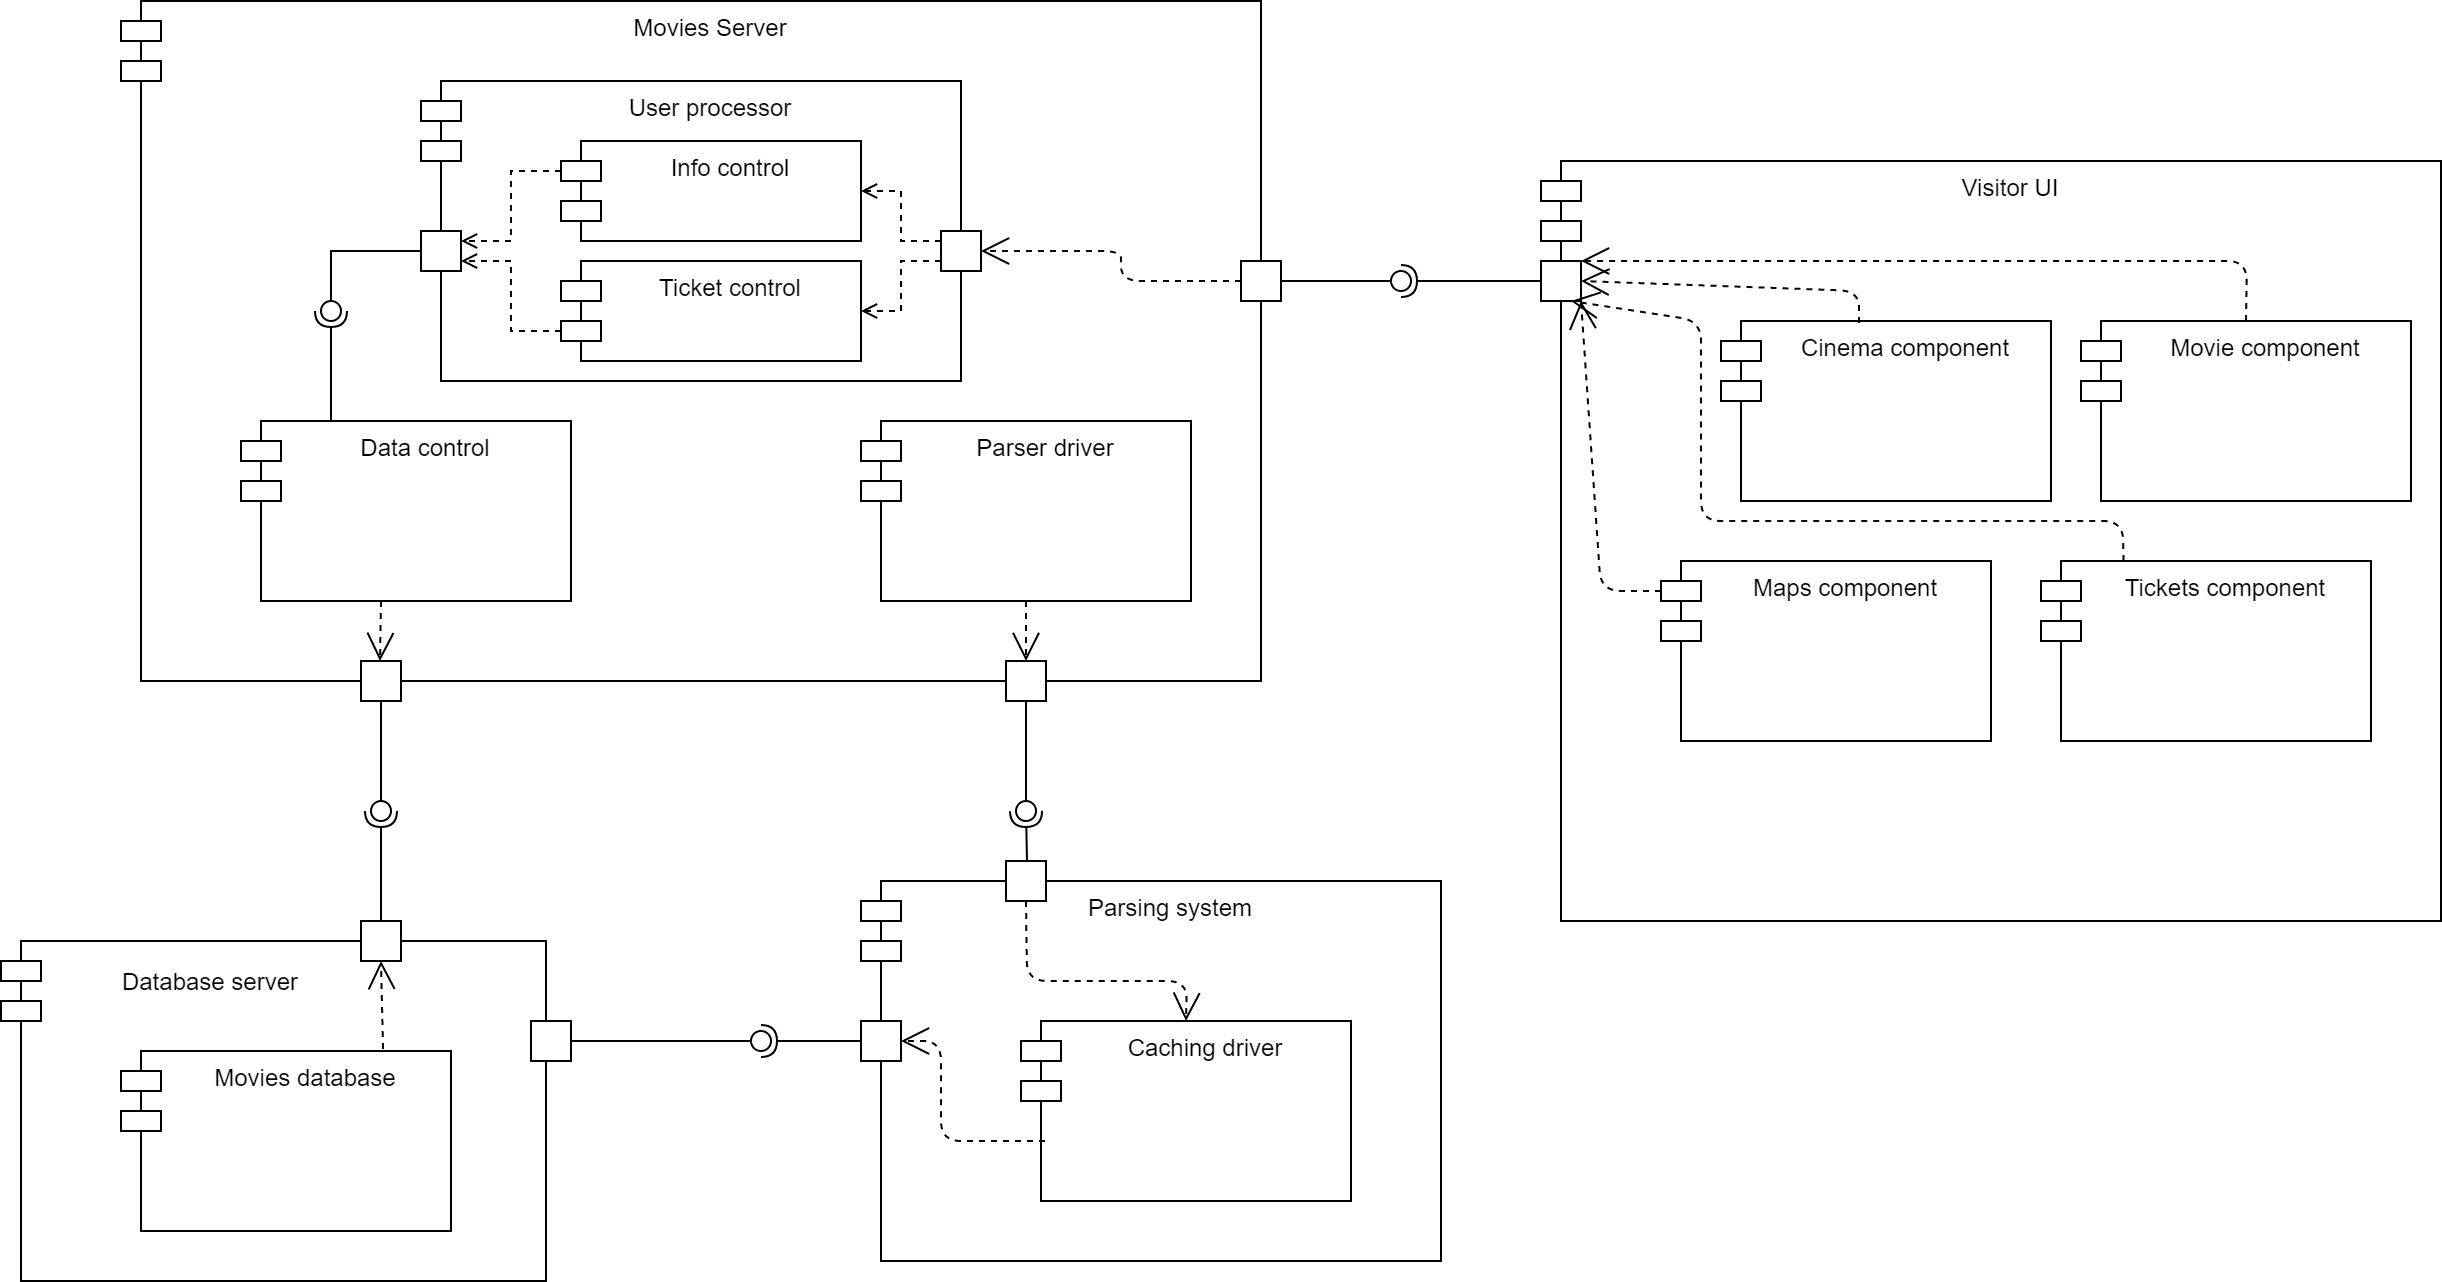 Movies Server
User processor
Info control
Ticket control
Data control
Parser driver
Visitor UI
Cinema component
Movie component
Maps component
Tickets component
Database server
Movies database
Parsing system
Caching driver